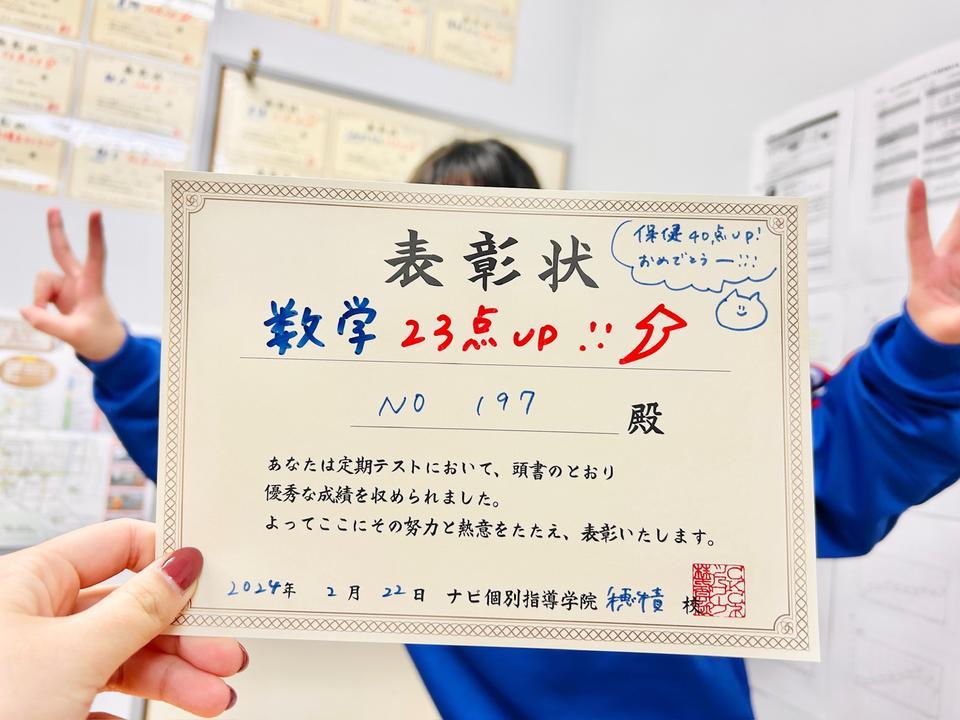 表彰状
保健40点UP!
おめでとうー!!!
数学 23点UP!!
NO 197
殿
あなたは定期テストにおいて、頭書のとおり
優秀な成績を収められました。
よってここにその努力と熱意をたたえ、表彰いたします。
2024年 2月 22日 ナビ個別指導学院 穂積 校